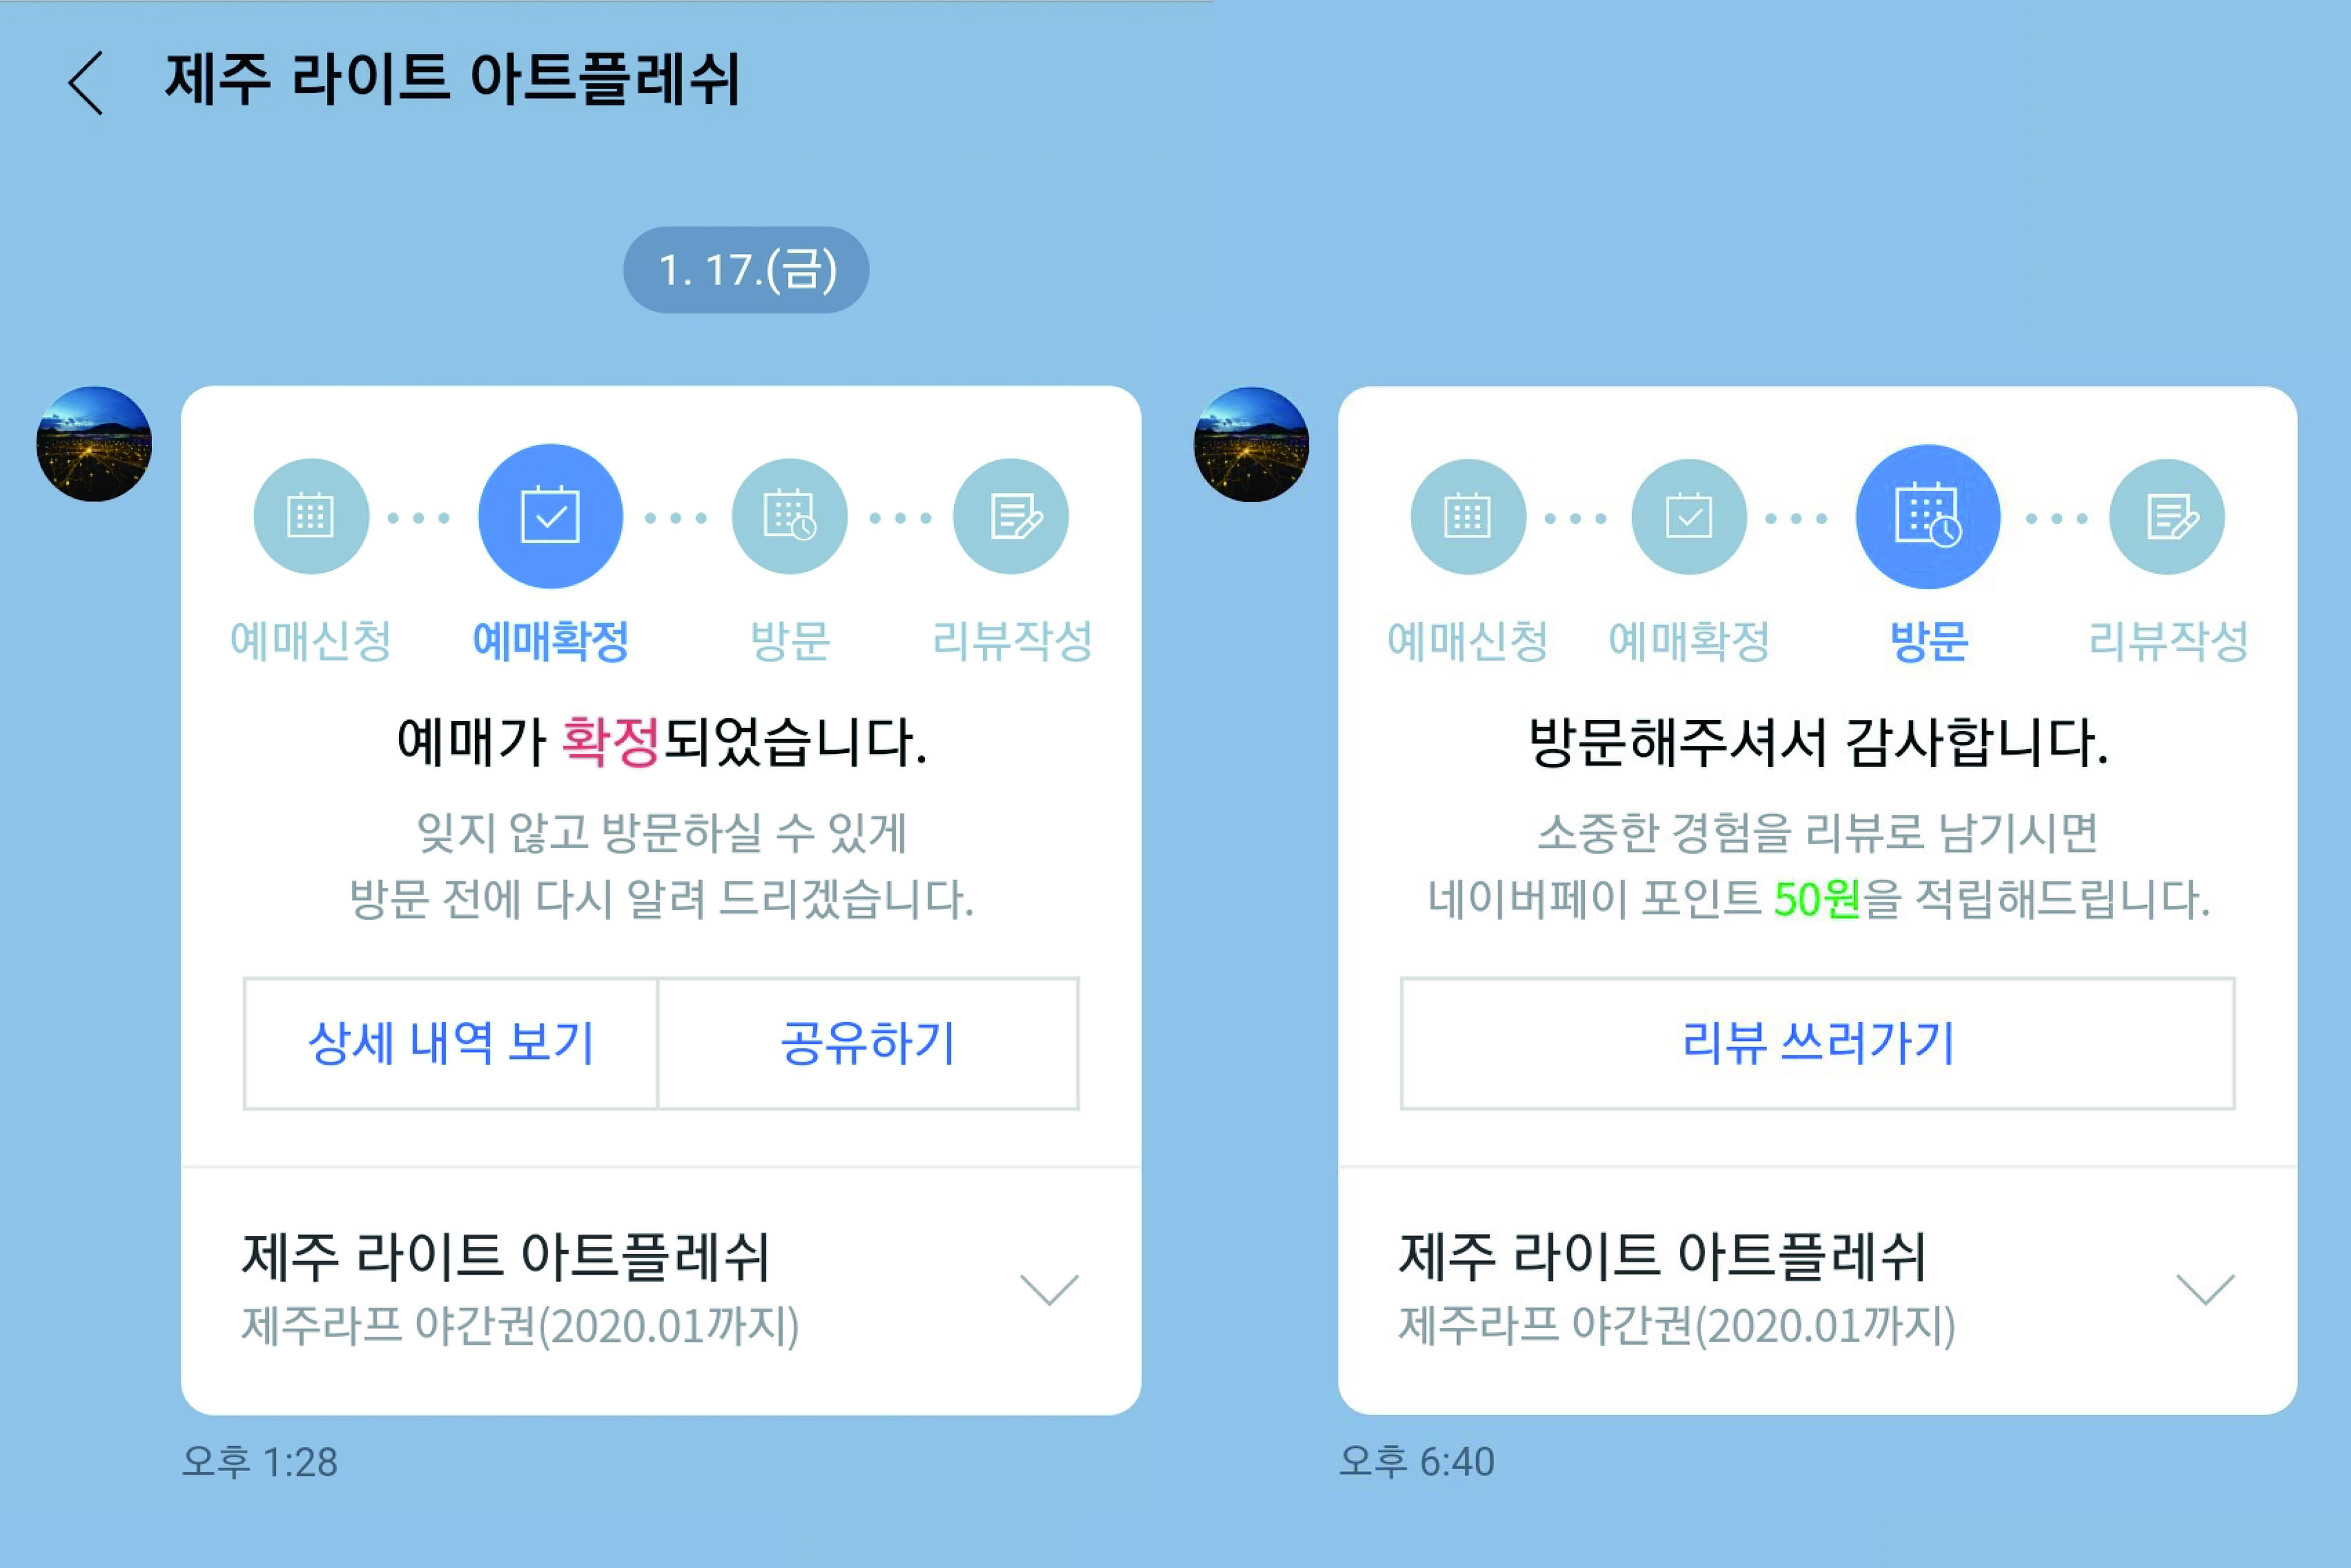 제주 라이트 아트플레쉬
1. 17.(금)
예매신청
예매확정
방문
리뷰작성
예매가 확정되었습니다.
잊지 않고 방문하실 수 있게
방문 전에 다시 알려 드리겠습니다.
상세 내역 보기
공유하기
제주 라이트 아트플레쉬
제주라프 야간권(2020.01까지)
오후 1:28
예매신청
예매확정
방문
리뷰작성
방문해주셔서 감사합니다.
소중한 경험을 리뷰로 남기시면
네이버페이 포인트 50원을 적립해드립니다.
리뷰 쓰러가기
제주 라이트 아트플레쉬
제주라프 야간권(2020.01까지)
오후 6:40